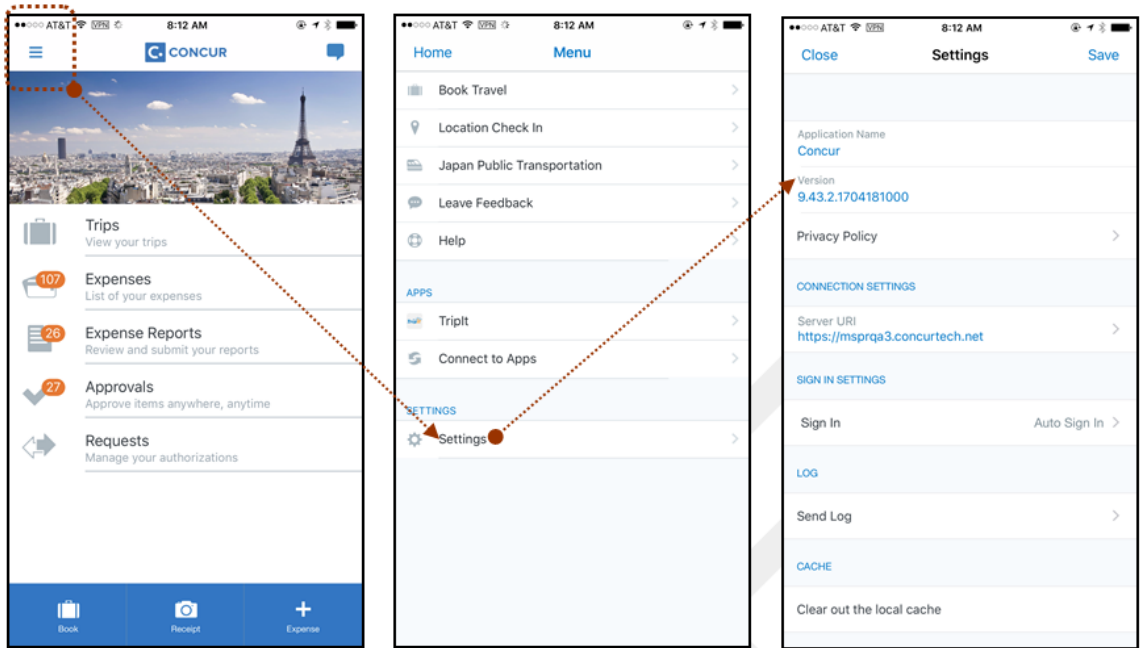 AT&T VPN 8:12 AM
C. CONCUR
Trips
View your trips
107
Expenses
List of your expenses
26
Expense Reports
Review and submit your reports
27
Approvals
Approve items anywhere, anytime
Requests
Manage your authorizations
Book Receipt Expense
AT&T VPN 8:12 AM
Home Menu
Book Travel
Location Check In
Japan Public Transportation
Leave Feedback
Help
APPS
TripIt
Connect to Apps
SETTINGS
Settings
AT&T VPN 8:12 AM
Close Settings Save
Application Name
Concur
Version
9.43.2.1704181000
Privacy Policy
CONNECTION SETTINGS
Server URI
https://msprqa3.concurtech.net
SIGN IN SETTINGS
Sign In Auto Sign In
LOG
Send Log
CACHE
Clear out the local cache